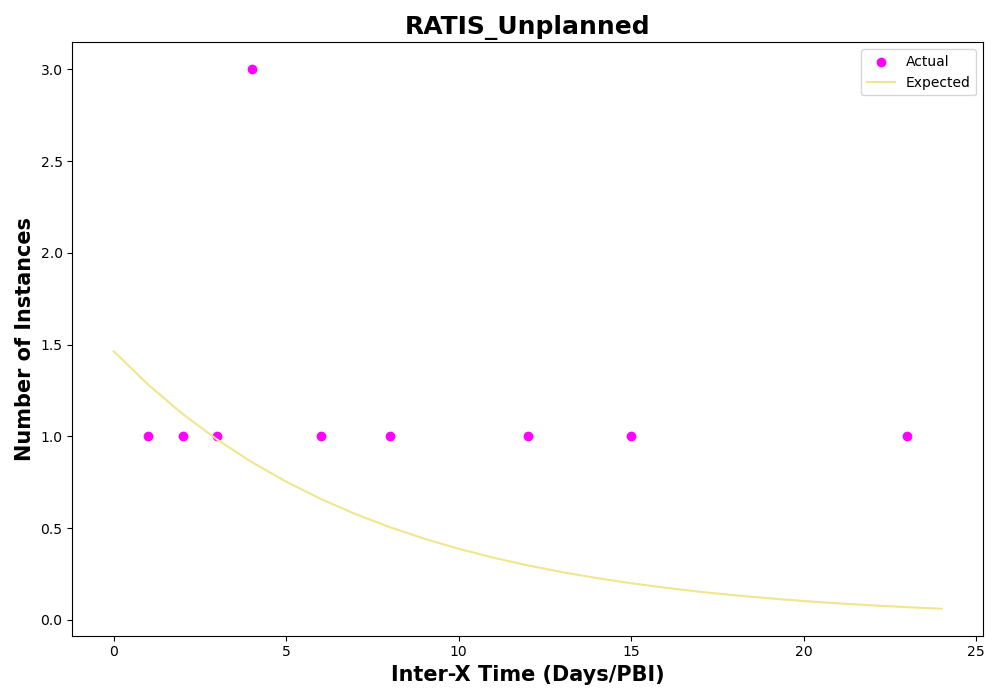 RATIS_Unplanned
Actual
Expected
3.0
2.5
2.0
1.5
1.0
0.5
0.0
Number of Instances
0 5 10 15 20 25
Inter-X Time (Days/PBI)